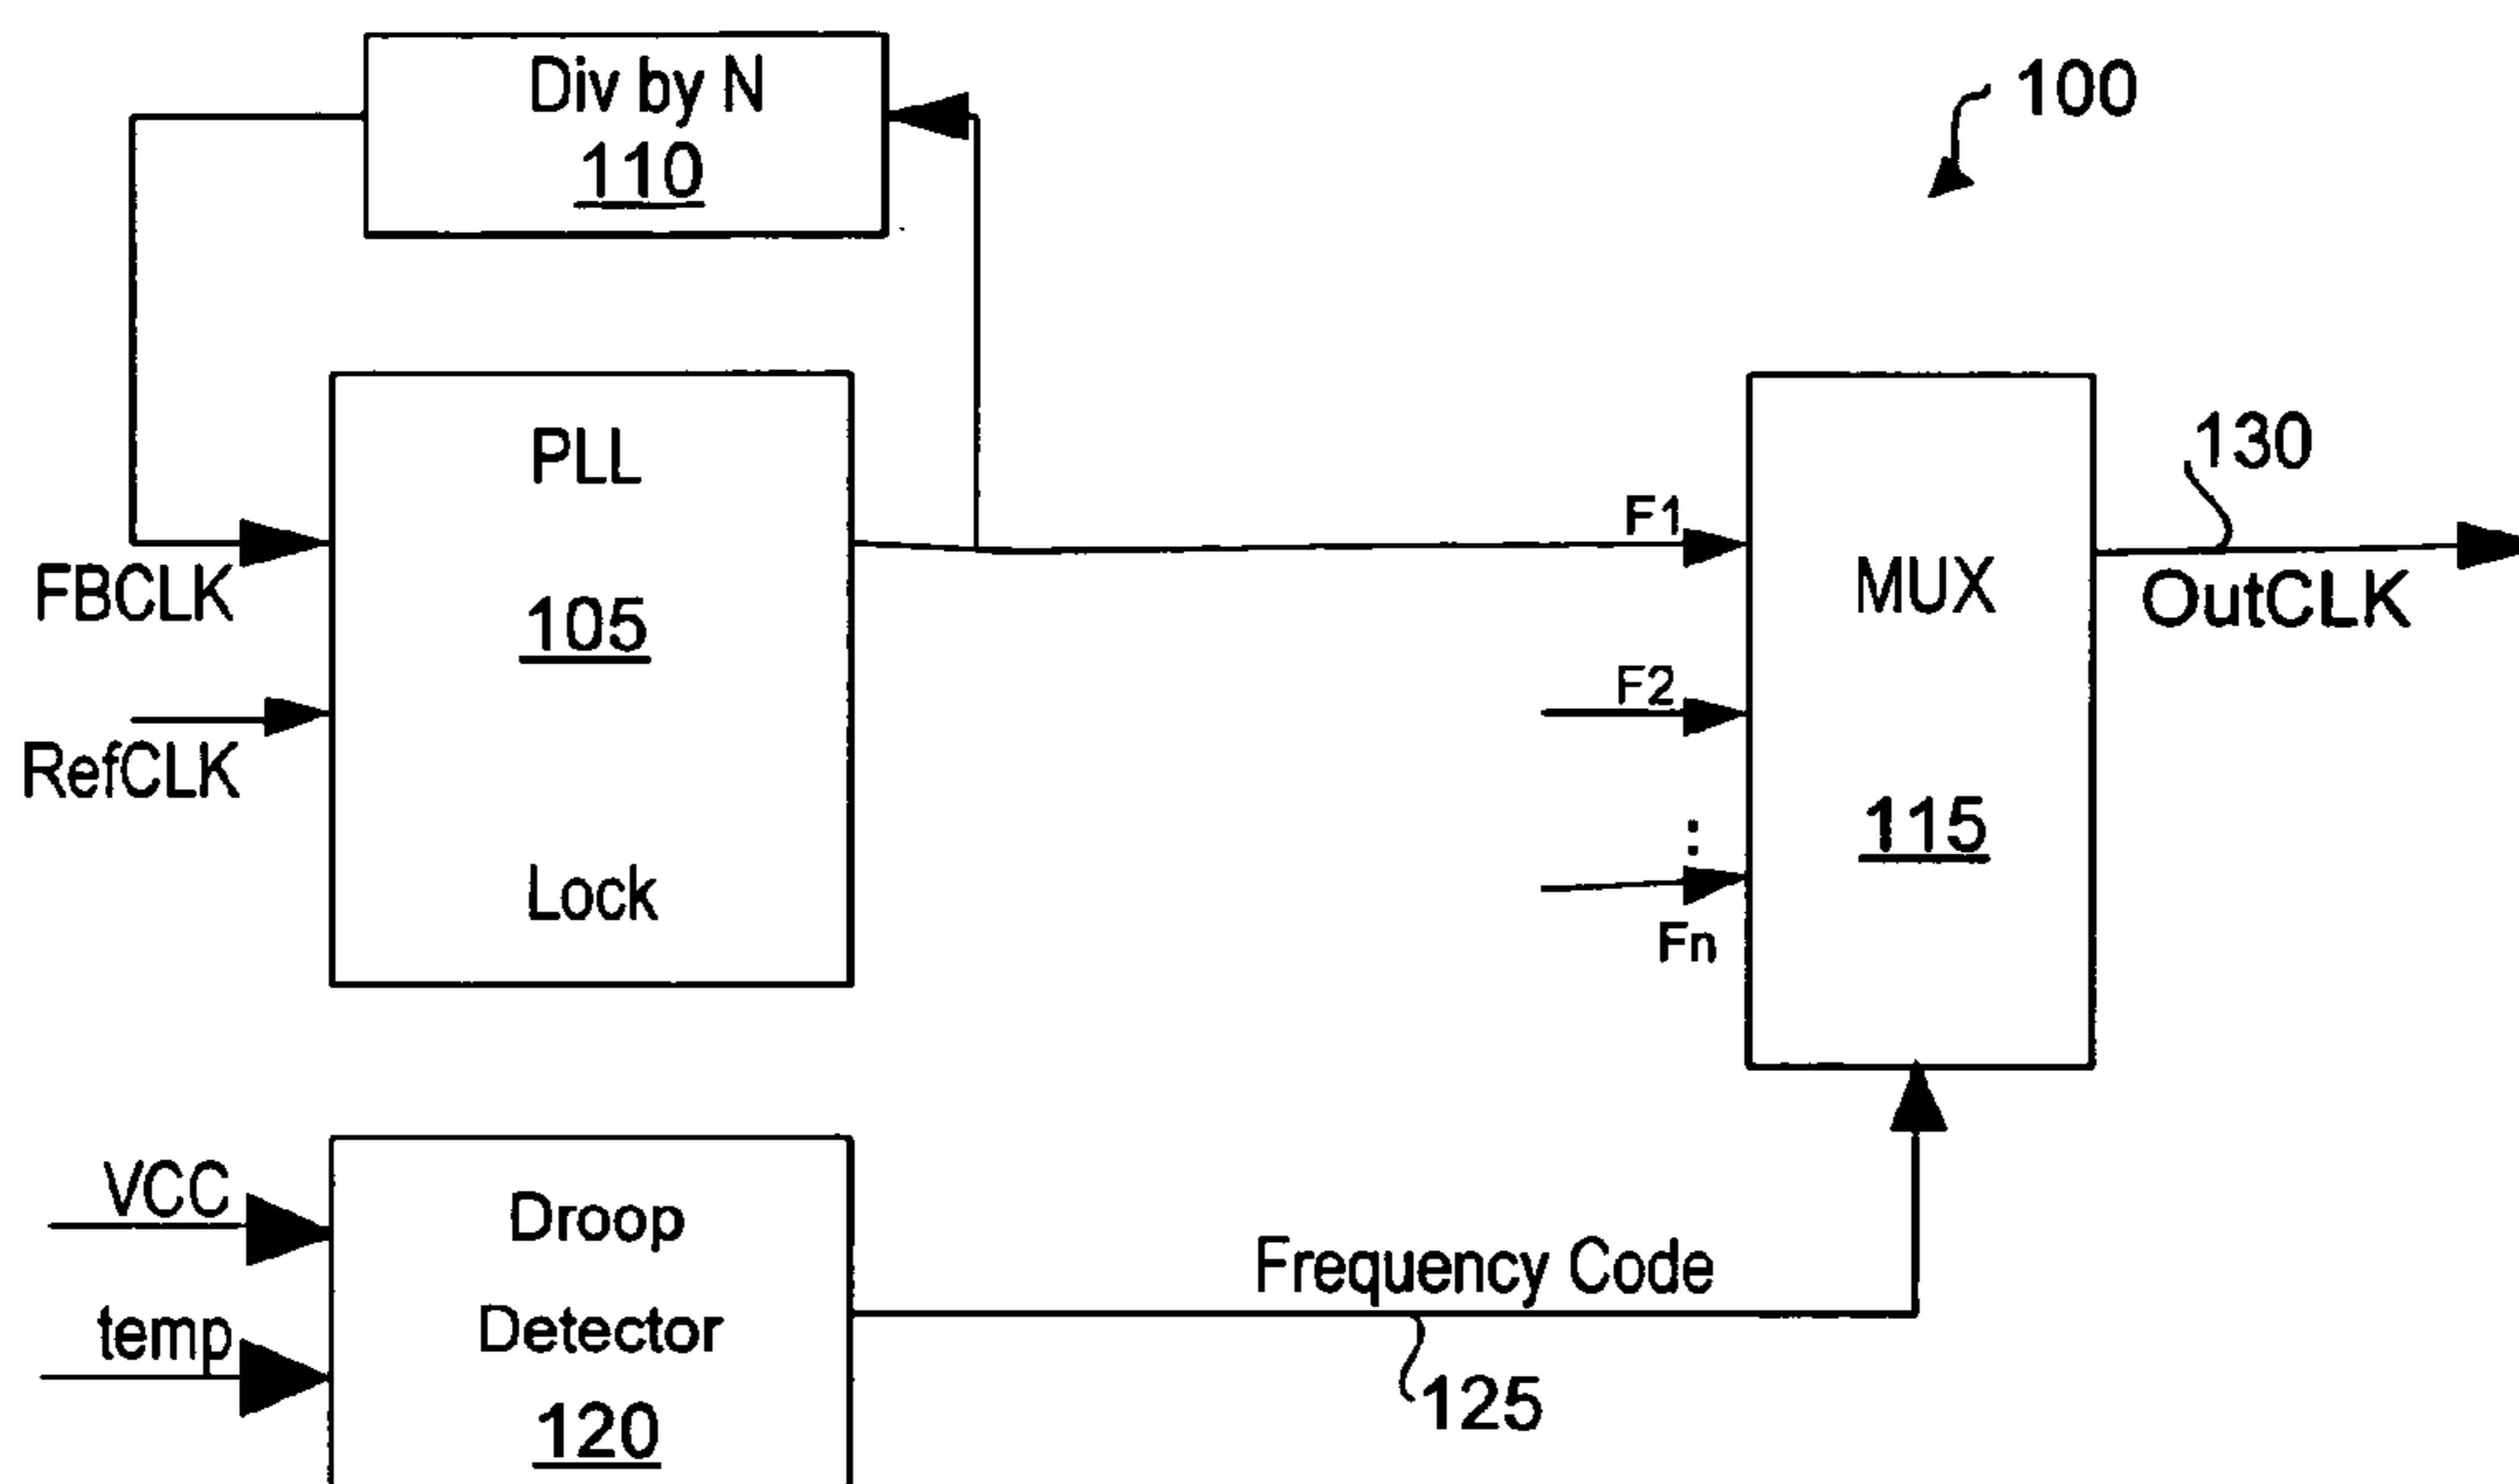 Div by N
110
100
PLL
105
Lock
FBCLK
RefCLK
F1
F2
:
Fn
MUX
115
130
OutCLK
VCC
temp
Droop
Detector
120
Frequency Code
125